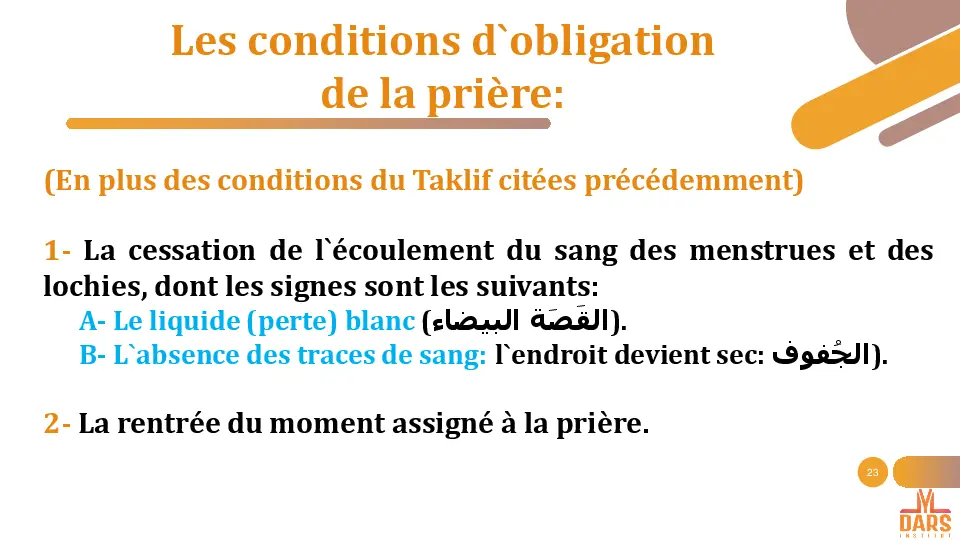 Les conditions d`obligation
de la prière:
(En plus des conditions du Taklif citées précédemment)
1- La cessation de l`écoulement du sang des menstrues et des
lochies, dont les signes sont les suivants:
A- Le liquide (perte) blanc (القَصَة البيضاء).
B- L`absence des traces de sang: l`endroit devient sec: الجُفوف).
2- La rentrée du moment assigné à la prière.
23
DARS
INSTITUT